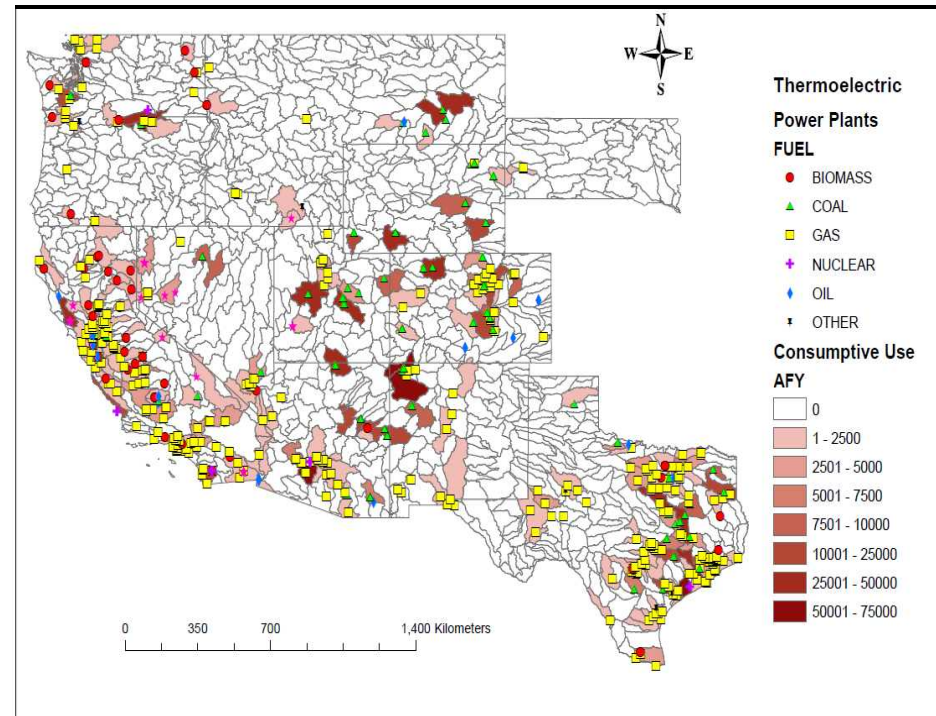 N
W E
S
Thermoelectric
Power Plants
FUEL
BIOMASS
COAL
GAS
NUCLEAR
OIL
OTHER
Consumptive Use
AFY
0
1 - 2500
2501 - 5000
5001 - 7500
7501 - 10000
10001 - 25000
25001 - 50000
50001 - 75000
0 350 700 1,400 Kilometers